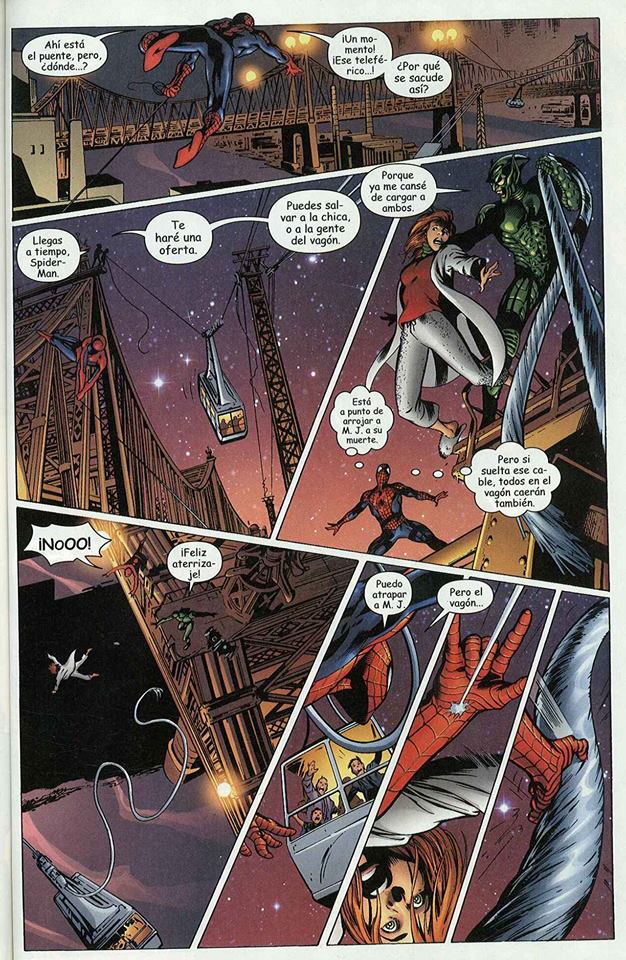 Ahí está
el puente, pero,
¿dónde...?
¡Un mo-
mento!
¡Ese telefé-
rico...!
¿Por qué
se sacude
así?
Llegas
a tiempo,
Spider-
Man.
Te
haré una
oferta.
Puedes sal-
var a la chica,
o a la gente
del vagón.
Porque
ya me cansé
de cargar a
ambos.
Está
a punto de
arrojar a
M. J. a su
muerte.
Pero si
suelta ese ca-
ble, todos en el
vagón caerán
también.
¡NoOO!
¡Feliz
aterriza-
je!
Puedo
atrapar
a M. J.
Pero el
vagón...